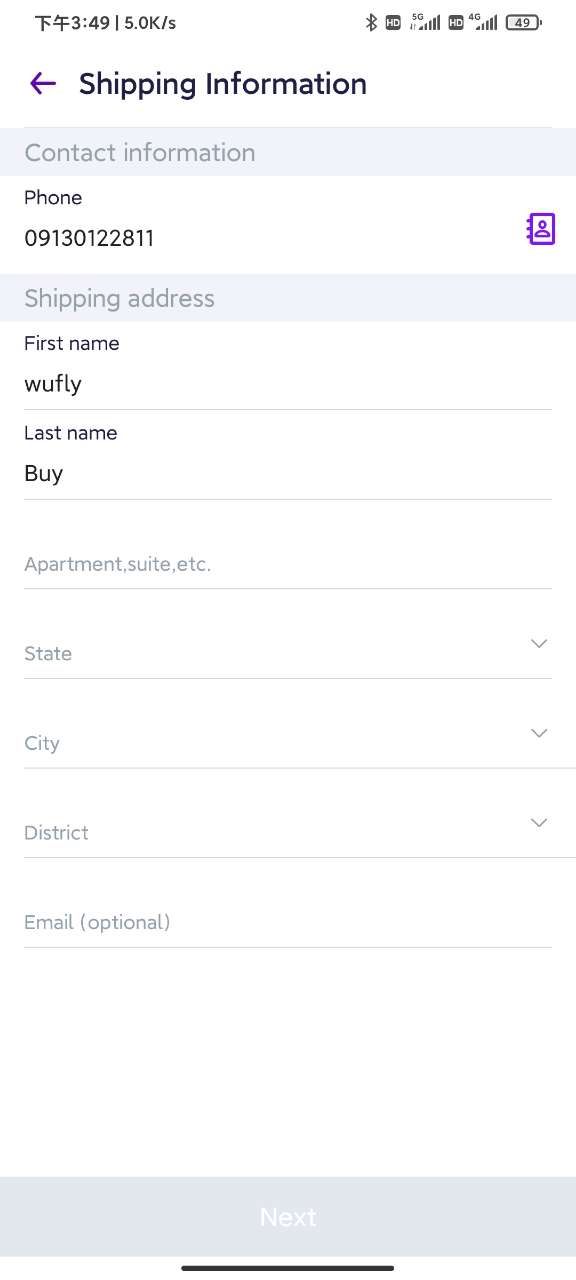 下午3:49 | 5.0K/s HD 5G HD 4G 49
Shipping Information
Contact information
Phone
09130122811
Shipping address
First name
wufly
Last name
Buy
Apartment,suite,etc.
State
City
District
Email (optional)
Next